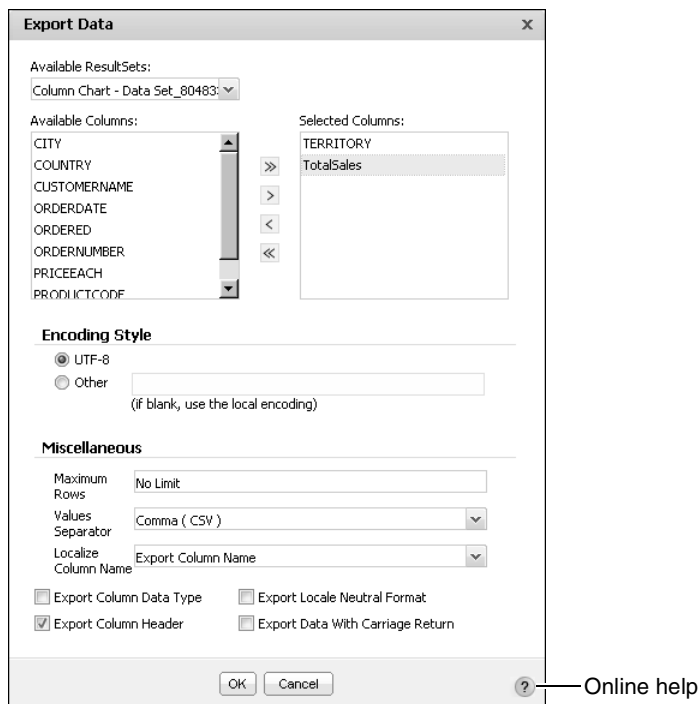 Export Data
x
Available ResultSets:
Column Chart - Data Set_80483
Available Columns:
CITY
COUNTRY
CUSTOMERNAME
ORDERDATE
ORDERED
ORDERNUMBER
PRICEEACH
PRODUCTCODE
>>
>
<
<<
Selected Columns:
TERRITORY
TotalSales
Encoding Style
UTF-8
Other
(if blank, use the local encoding)
Miscellaneous
Maximum Rows
No Limit
Values Separator
Comma ( CSV )
Localize Column Name
Export Column Name
Export Column Data Type
Export Locale Neutral Format
Export Column Header
Export Data With Carriage Return
OK
Cancel
?
Online help